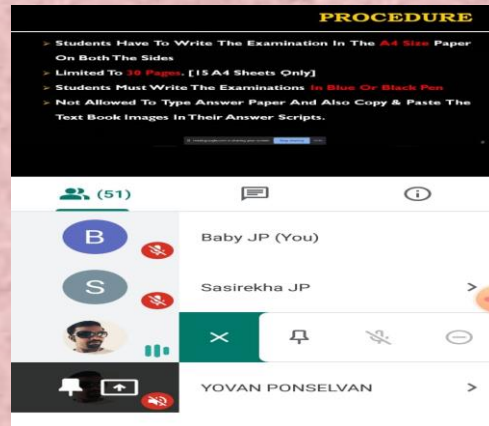 PROCEDURE
➢ Students Have To Write The Examination In The A4 Size Paper
On Both The Sides
➢ Limited To 30 Pages. [15 A4 Sheets Only]
➢ Students Must Write The Examinations In Blue Or Black Pen
➢ Not Allowed To Type Answer Paper And Also Copy & Paste The
Text Book Images In Their Answer Scripts.
(51)
B
Baby JP (You)
S
Sasirekha JP
YOVAN PONSELVAN